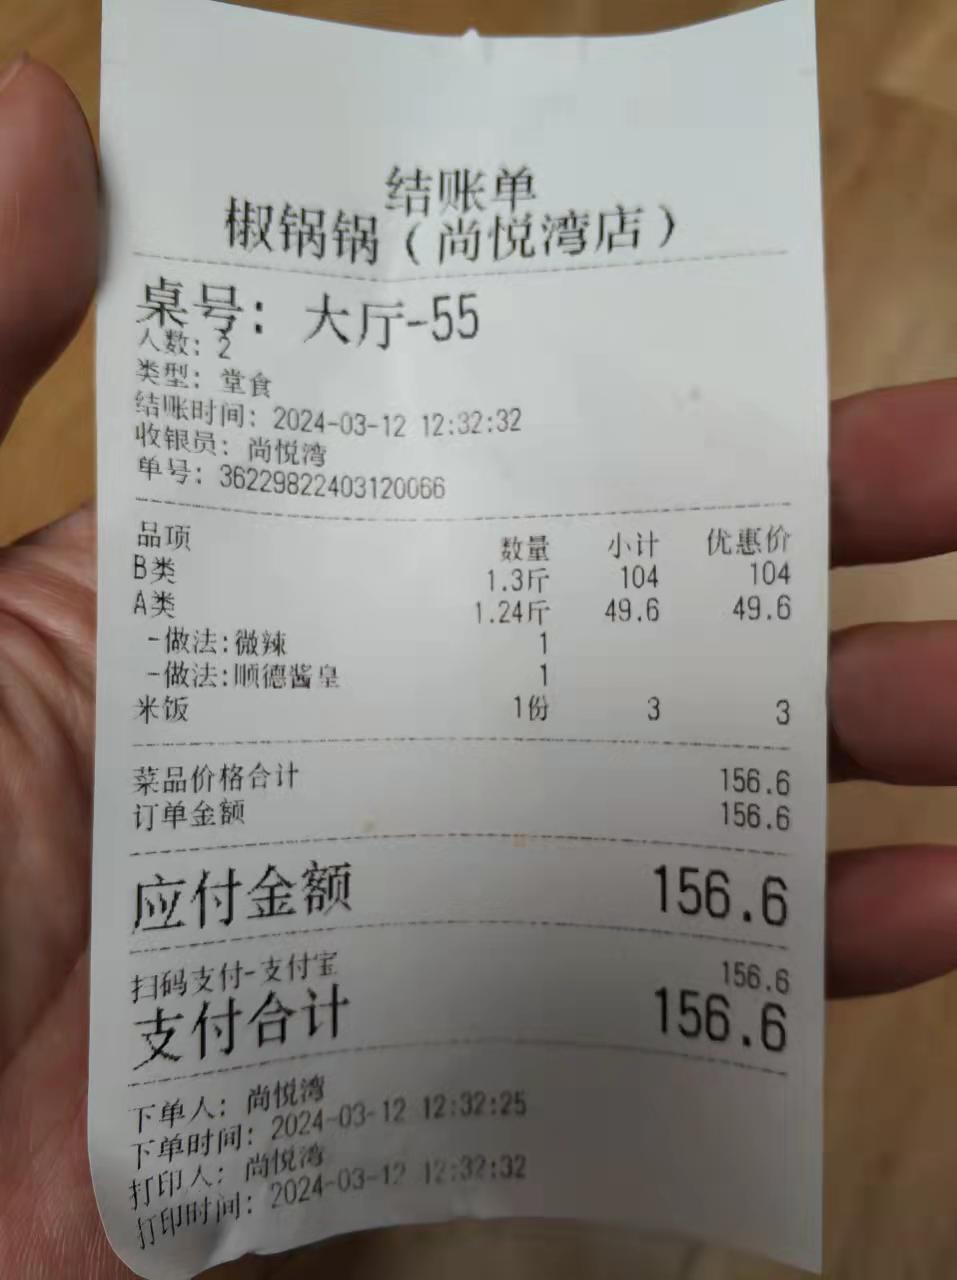 结账单
椒锅锅（尚悦湾店）
桌号： 大厅-55
人数：2
类型：堂食
结账时间：2024-03-12 12:32:32
收银员：尚悦湾
单号：36229822403120066
品项 数量 小计 优惠价
B类 1.3斤 104 104
A类 1.24斤 49.6 49.6
-做法:微辣 1
-做法:顺德酱皇 1
米饭 1份 3 3
菜品价格合计 156.6
订单金额 156.6
应付金额 156.6
扫码支付-支付宝 156.6
支付合计 156.6
下单人：尚悦湾
下单时间：2024-03-12 12:32:25
打印人：尚悦湾
打印时间：2024-03-12 12:32:32